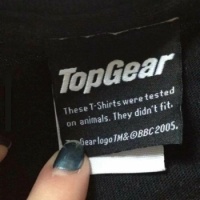 TopGear
These T-Shirts were tested
on animals. They didn't fit.
Gear logo TM&©BBC 2005.